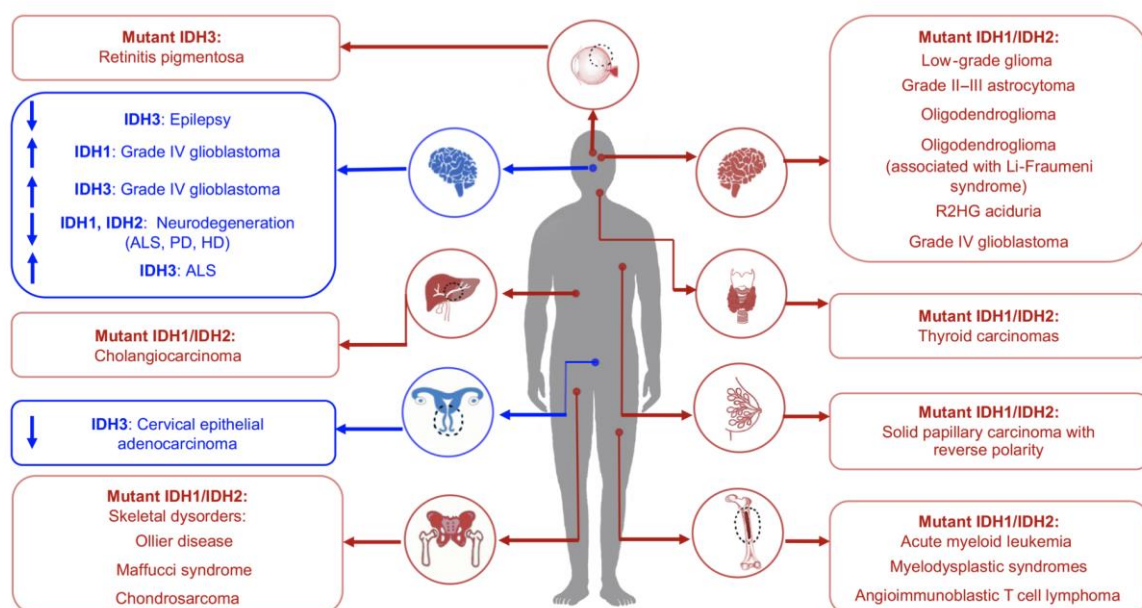 Mutant IDH3:
Retinitis pigmentosa
IDH3: Epilepsy
IDH1: Grade IV glioblastoma
IDH3: Grade IV glioblastoma
IDH1, IDH2: Neurodegeneration
(ALS, PD, HD)
IDH3: ALS
Mutant IDH1/IDH2:
Cholangiocarcinoma
IDH3: Cervical epithelial
adenocarcinoma
Mutant IDH1/IDH2:
Skeletal dysorders:
Ollier disease
Maffucci syndrome
Chondrosarcoma
Mutant IDH1/IDH2:
Low-grade glioma
Grade II–III astrocytoma
Oligodendroglioma
Oligodendroglioma
(associated with Li-Fraumeni
syndrome)
R2HG aciduria
Grade IV glioblastoma
Mutant IDH1/IDH2:
Thyroid carcinomas
Mutant IDH1/IDH2:
Solid papillary carcinoma with
reverse polarity
Mutant IDH1/IDH2:
Acute myeloid leukemia
Myelodysplastic syndromes
Angioimmunoblastic T cell lymphoma